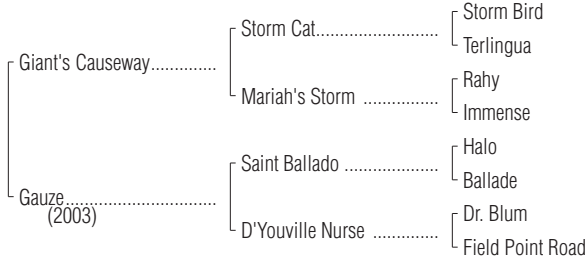 Storm Bird
Storm Cat..............................
Terlingua
Giant's Causeway..............
Rahy
Mariah's Storm ..................
Immense
Halo
Saint Ballado ......................
Ballade
Gauze..................................
(2003)
Dr. Blum
D'Youville Nurse ................
Field Point Road